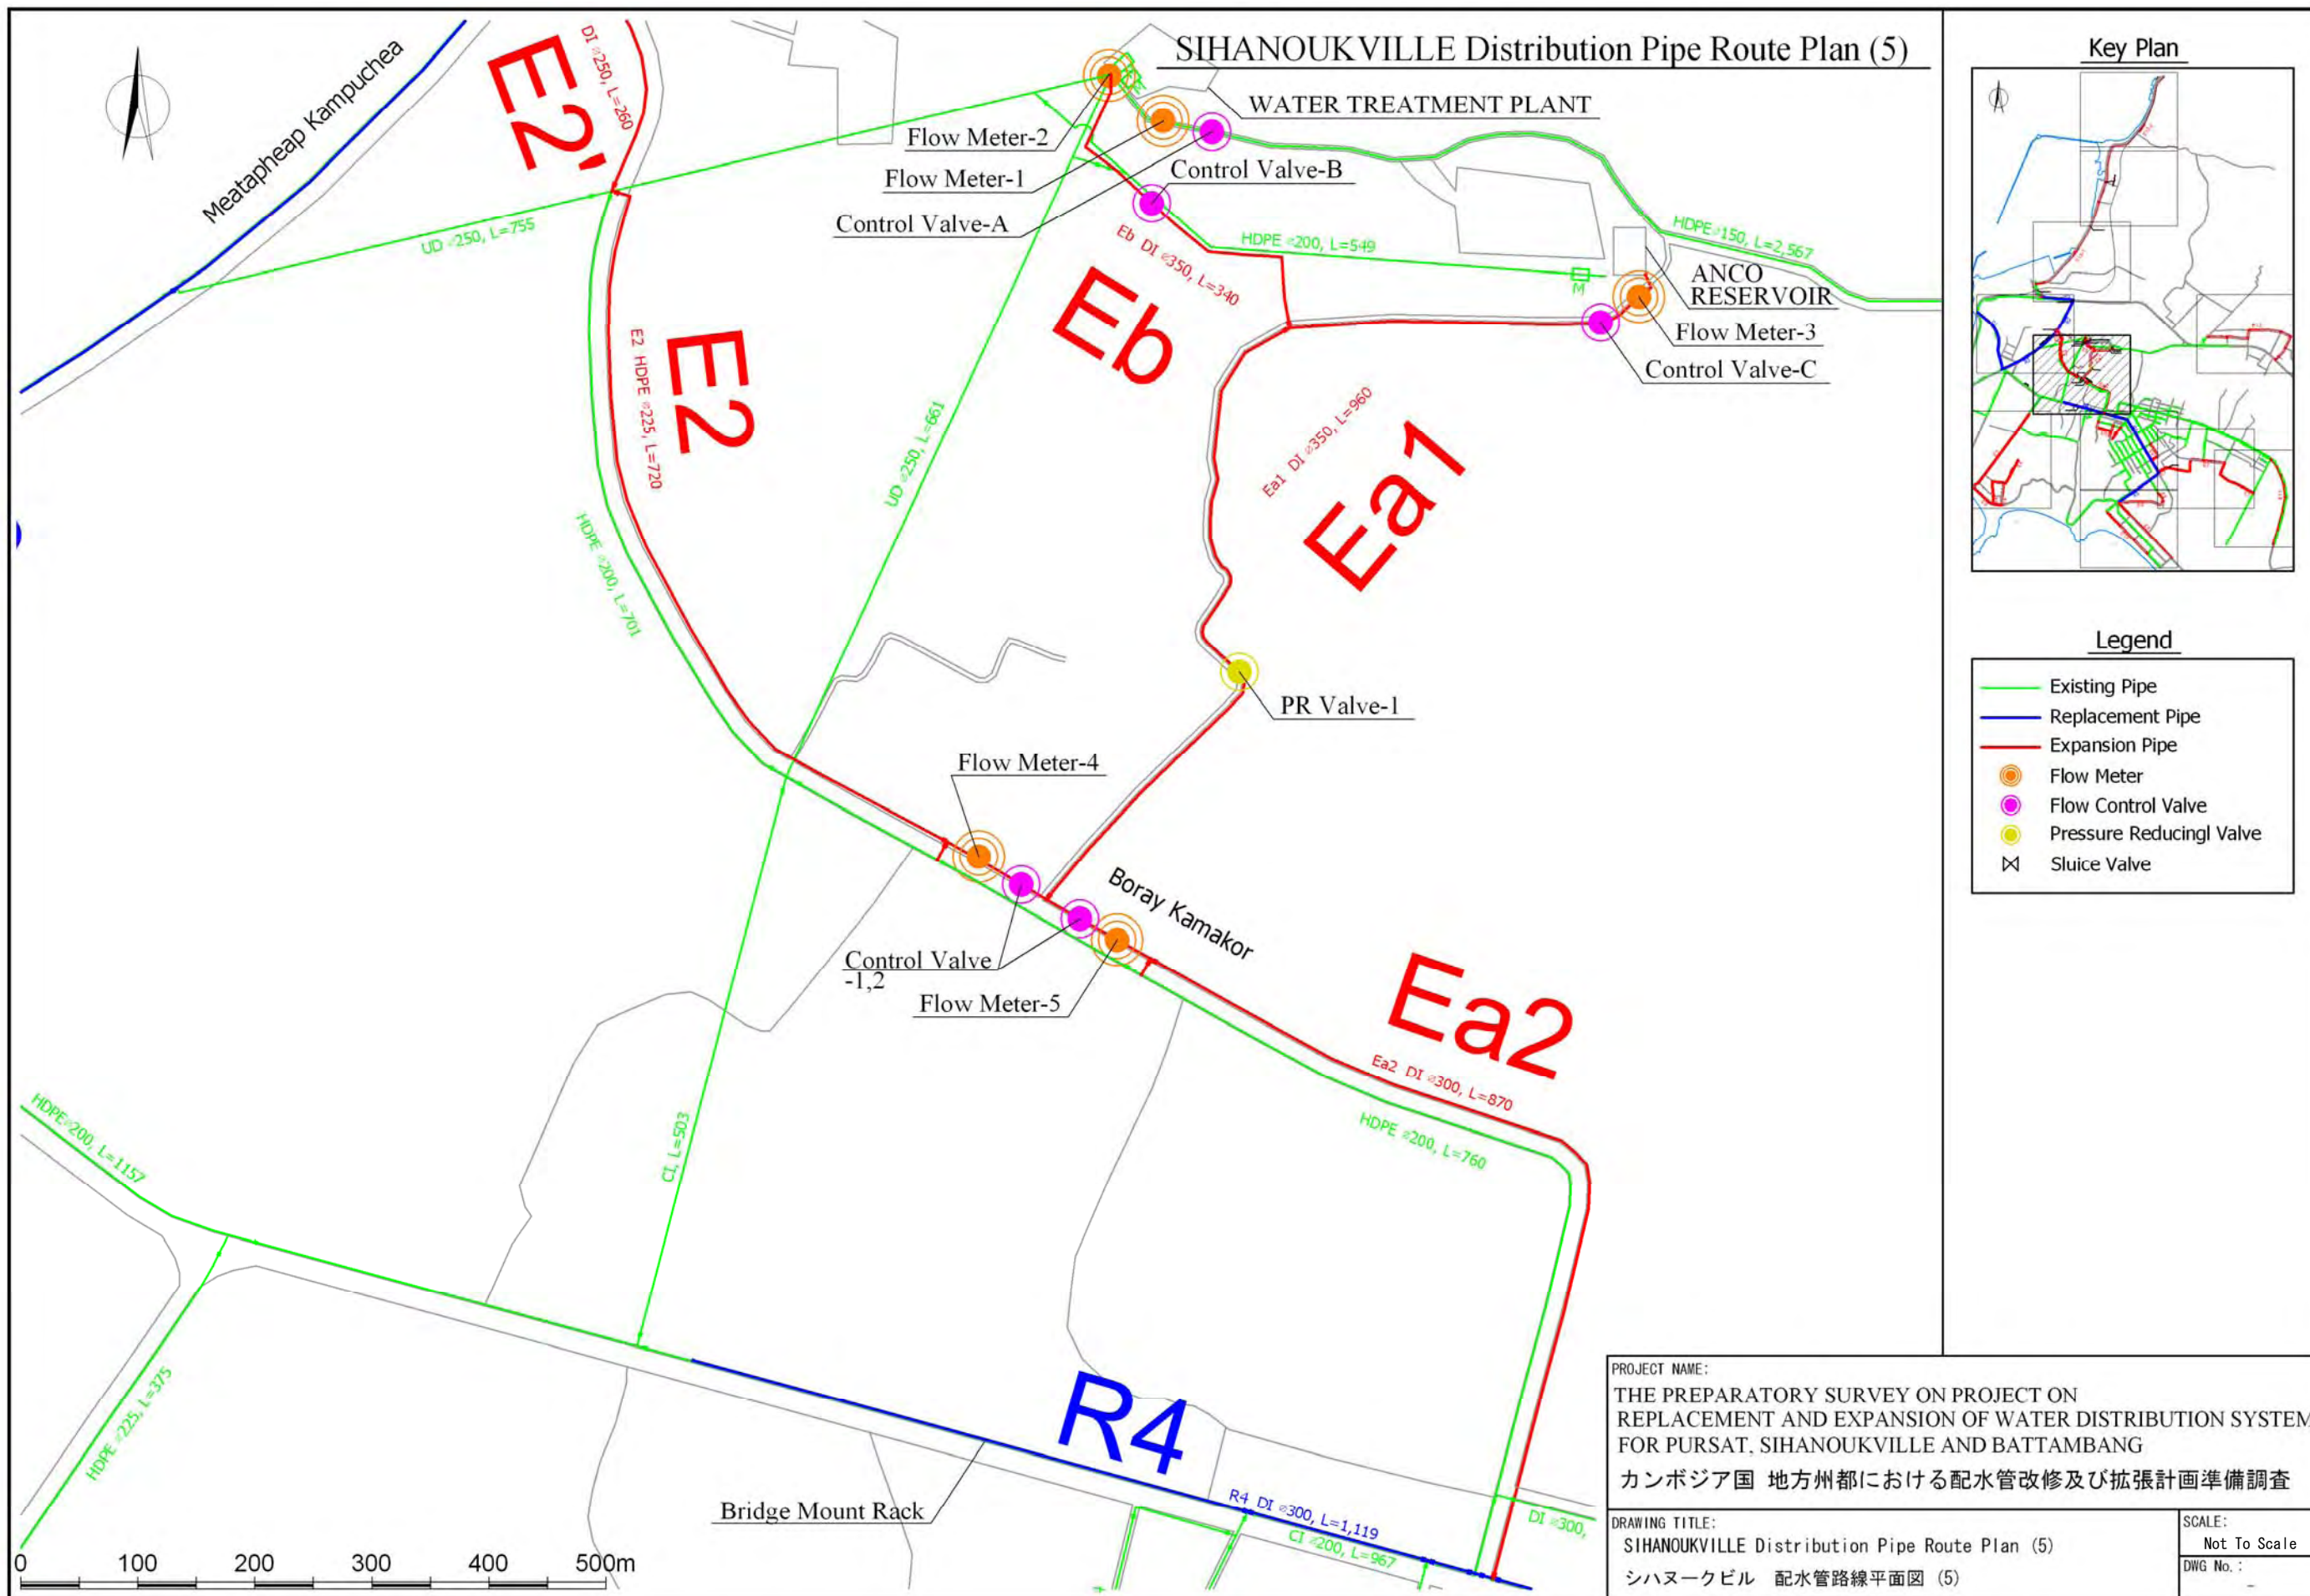 SIHANOUKVILLE Distribution Pipe Route Plan (5)
Key Plan
Meatapheap Kampuchea
DI ⌀250, L=260
E2'
WATER TREATMENT PLANT
Flow Meter-2
Flow Meter-1
Control Valve-B
Control Valve-A
UD ⌀250, L=755
Eb DI ⌀350, L=340
HDPE ⌀200, L=549
HDPE⌀150, L=2,567
M
ANCO
RESERVOIR
Flow Meter-3
Control Valve-C
Eb
E2
E2 HDPE ⌀225, L=720
UD ⌀250, L=661
Ea1 DI ⌀350, L=960
Ea1
HDPE ⌀200, L=701
PR Valve-1
Flow Meter-4
Boray Kamakor
Control Valve
-1,2
Flow Meter-5
Ea2
Ea2 DI ⌀300, L=870
HDPE ⌀200, L=760
HDPE⌀200, L=1157
CI, L=503
HDPE ⌀225, L=375
R4
Bridge Mount Rack
R4 DI ⌀300, L=1,119
CI ⌀200, L=967
DI ⌀300,
0 100 200 300 400 500m
Legend
Existing Pipe
Replacement Pipe
Expansion Pipe
Flow Meter
Flow Control Valve
Pressure Reducingl Valve
Sluice Valve
PROJECT NAME:
THE PREPARATORY SURVEY ON PROJECT ON
REPLACEMENT AND EXPANSION OF WATER DISTRIBUTION SYSTEM
FOR PURSAT, SIHANOUKVILLE AND BATTAMBANG
カンボジア国 地方州都における配水管改修及び拡張計画準備調査
DRAWING TITLE:
SIHANOUKVILLE Distribution Pipe Route Plan (5)
シハヌークビル 配水管路線平面図 (5)
SCALE:
Not To Scale
DWG No.:
-